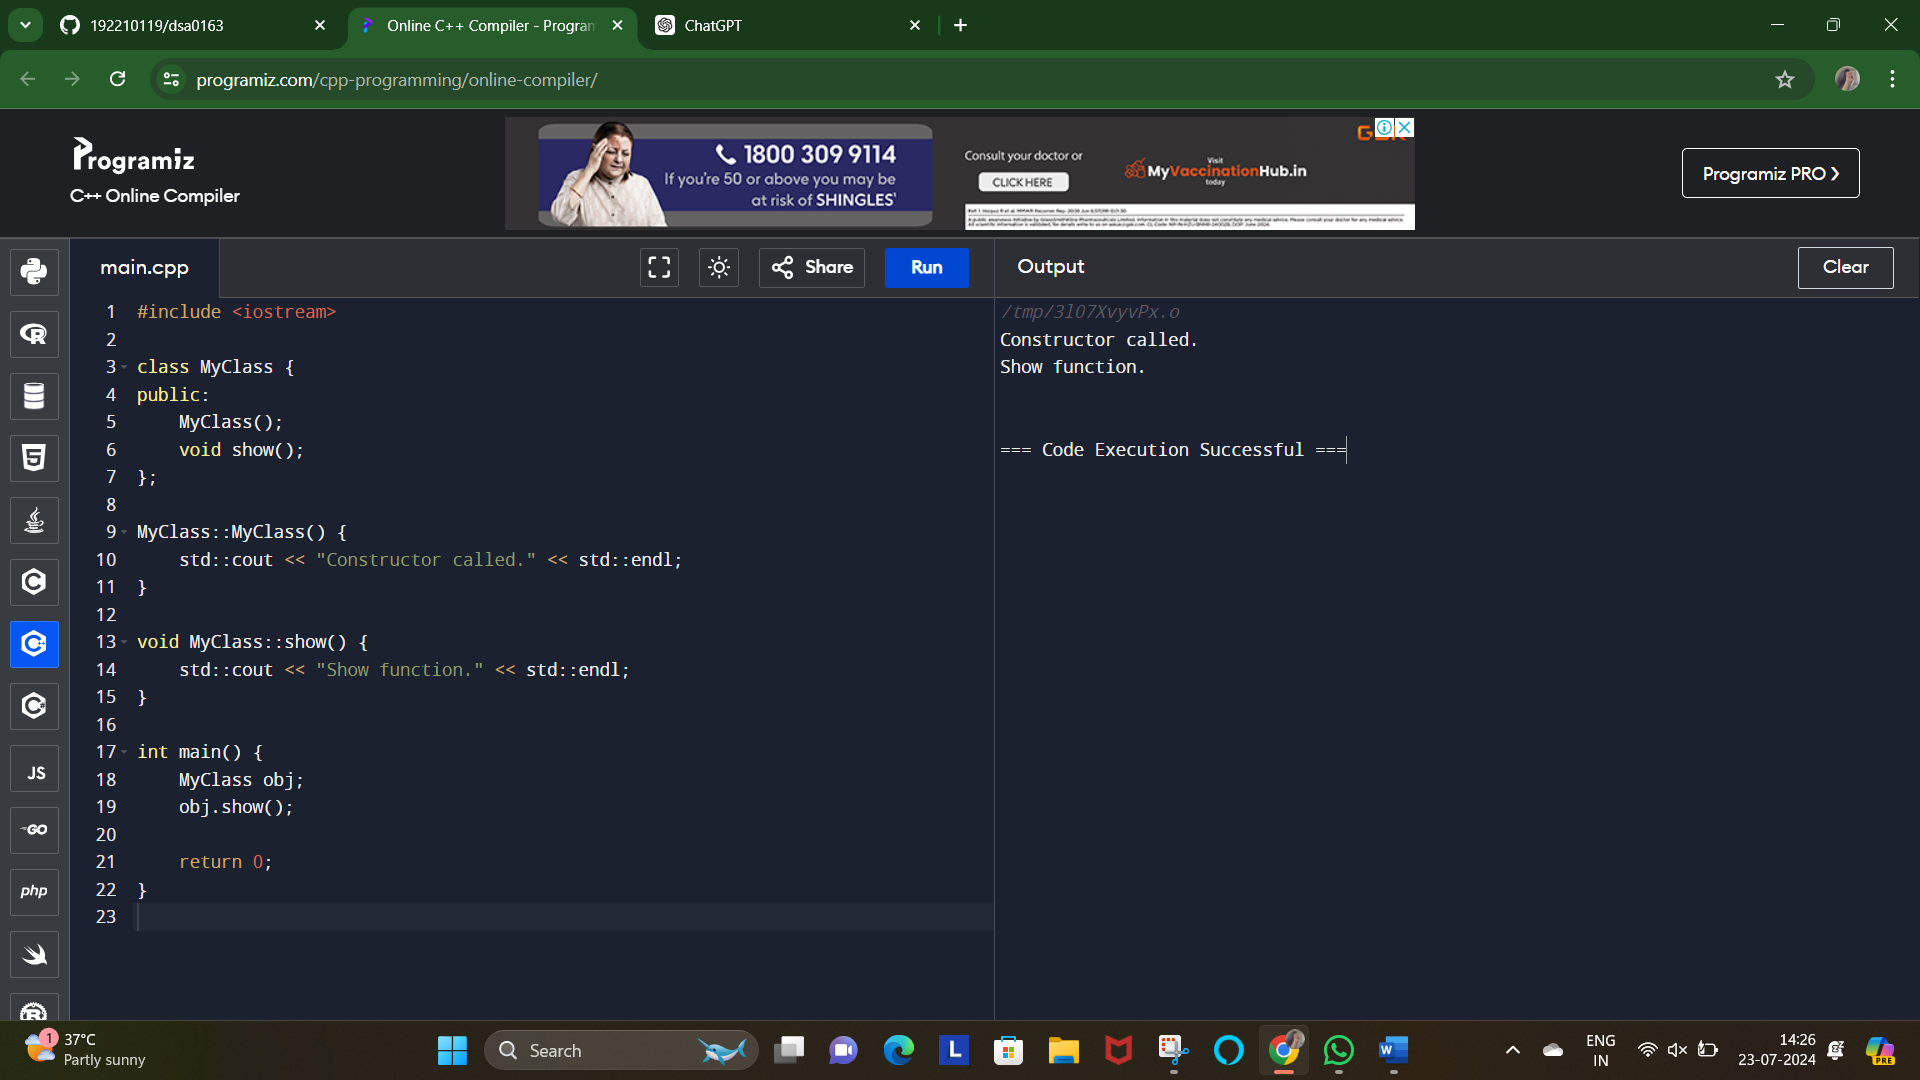 192210119/dsa0163
Online C++ Compiler - Program
ChatGPT
programiz.com/cpp-programming/online-compiler/
Programiz
C++ Online Compiler
1800 309 9114
If you're 50 or above you may be
at risk of SHINGLES*
Consult your doctor or
CLICK HERE
Visit
MyVaccinationHub.in
today
Programiz PRO ›
main.cpp
Share
Run
Output
Clear
1 #include <iostream>
2
3 class MyClass {
4 public:
5     MyClass();
6     void show();
7 };
8
9 MyClass::MyClass() {
10     std::cout << "Constructor called." << std::endl;
11 }
12
13 void MyClass::show() {
14     std::cout << "Show function." << std::endl;
15 }
16
17 int main() {
18     MyClass obj;
19     obj.show();
20
21     return 0;
22 }
23
/tmp/3lO7XvyvPx.o
Constructor called.
Show function.
=== Code Execution Successful ===
JS
GO
php
1
37°C
Partly sunny
Search
L
W
ENG
IN
14:26
23-07-2024
PRE